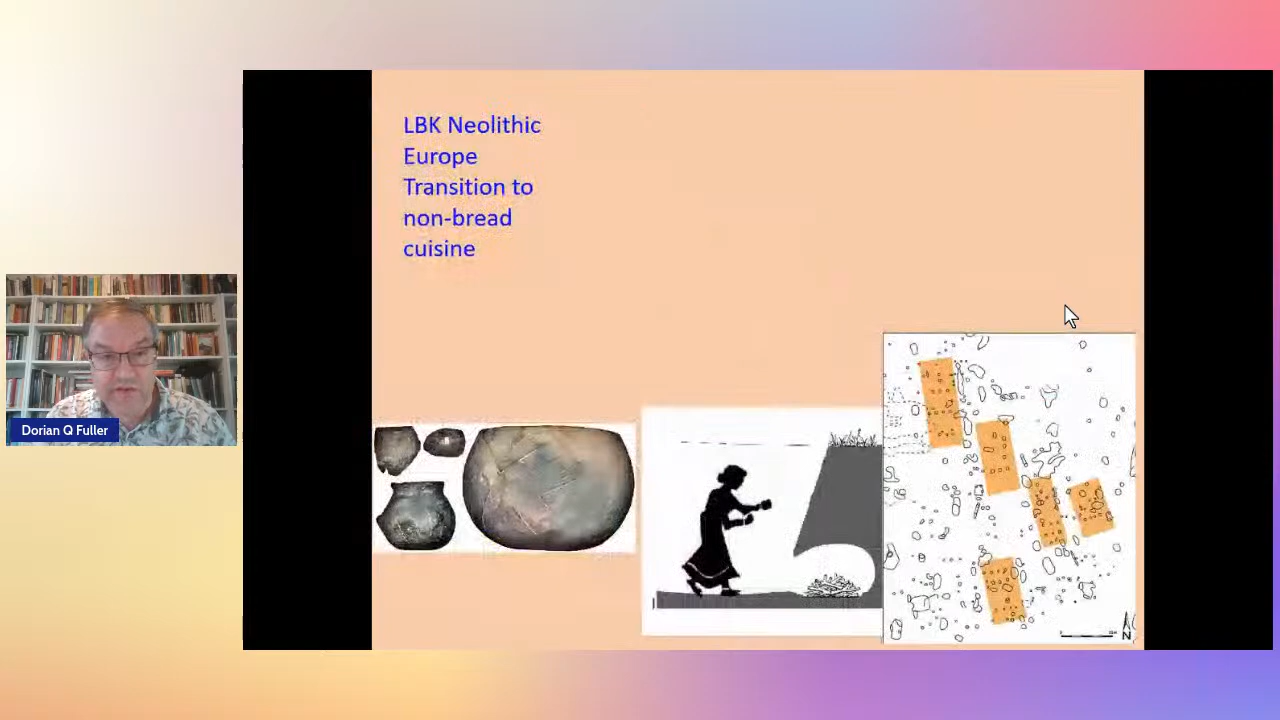 LBK Neolithic
Europe
Transition to
non-bread
cuisine
Dorian Q Fuller
N